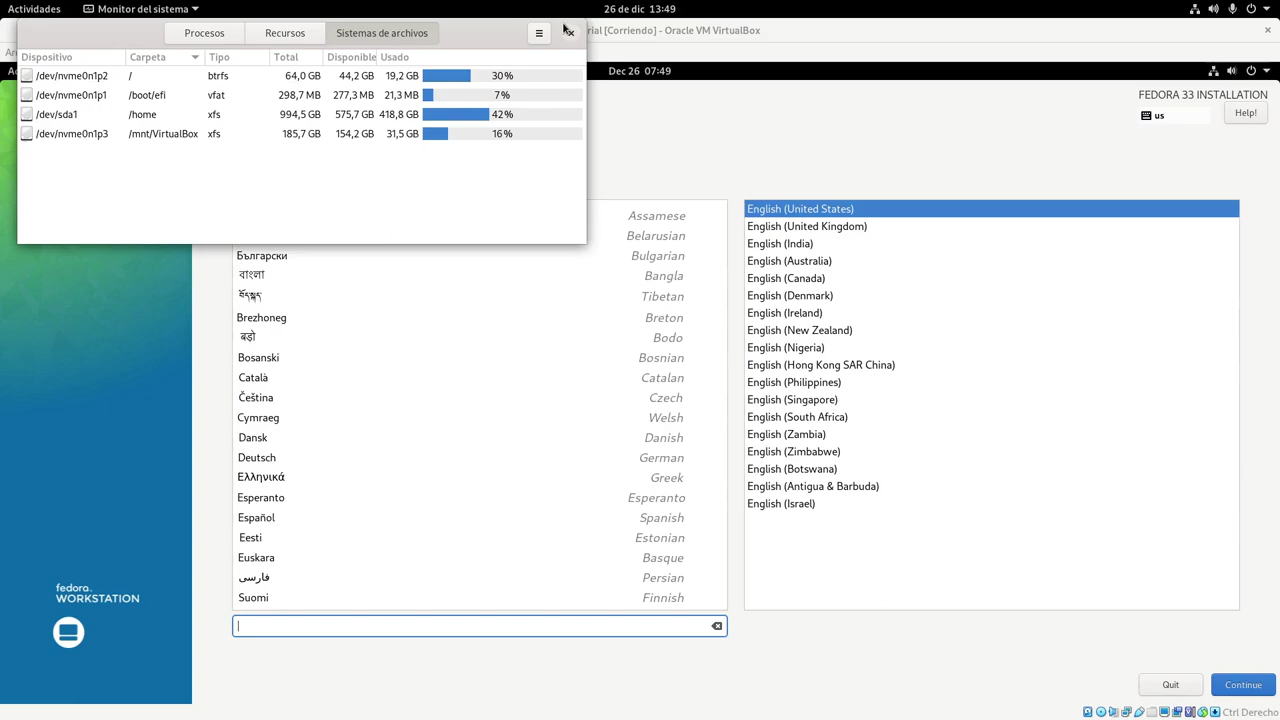 Actividades Monitor del sistema 26 de dic 13:49
Procesos Recursos Sistemas de archivos
rial [Corriendo] - Oracle VM VirtualBox
Dispositivo Carpeta Tipo Total Disponible Usado
/dev/nvme0n1p2 / btrfs 64,0 GB 44,2 GB 19,2 GB 30%
/dev/nvme0n1p1 /boot/efi vfat 298,7 MB 277,3 MB 21,3 MB 7%
/dev/sda1 /home xfs 994,5 GB 575,7 GB 418,8 GB 42%
/dev/nvme0n1p3 /mnt/VirtualBox xfs 185,7 GB 154,2 GB 31,5 GB 16%
Dec 26 07:49
FEDORA 33 INSTALLATION
us Help!
Assamese
Belarusian
Български Bulgarian
বাংলা Bangla
བོད་སྐད་ Tibetan
Brezhoneg Breton
बड़ो Bodo
Bosanski Bosnian
Català Catalan
Čeština Czech
Cymraeg Welsh
Dansk Danish
Deutsch German
Ελληνικά Greek
Esperanto Esperanto
Español Spanish
Eesti Estonian
Euskara Basque
فارسی Persian
Suomi Finnish
English (United States)
English (United Kingdom)
English (India)
English (Australia)
English (Canada)
English (Denmark)
English (Ireland)
English (New Zealand)
English (Nigeria)
English (Hong Kong SAR China)
English (Philippines)
English (Singapore)
English (South Africa)
English (Zambia)
English (Zimbabwe)
English (Botswana)
English (Antigua & Barbuda)
English (Israel)
fedora.
WORKSTATION
Quit Continue
Ctrl Derecho